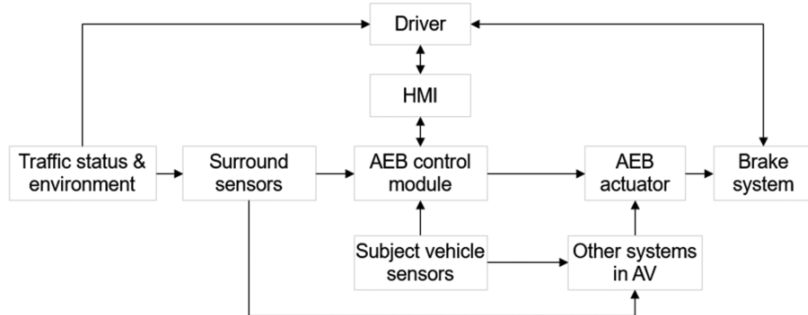 Driver
HMI
Traffic status &
environment
Surround
sensors
AEB control
module
AEB
actuator
Brake
system
Subject vehicle
sensors
Other systems
in AV